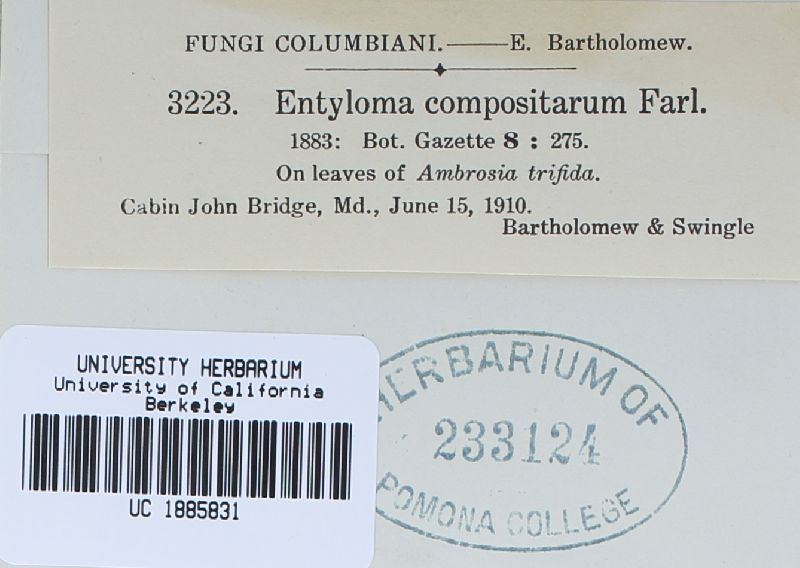 FUNGI COLUMBIANI.——E. Bartholomew.
3223. Entyloma compositarum Farl.
1883: Bot. Gazette 8 : 275.
On leaves of Ambrosia trifida.
Cabin John Bridge, Md., June 15, 1910.
Bartholomew & Swingle
UNIVERSITY HERBARIUM
University of California
Berkeley
UC 1885831
HERBARIUM OF
233124
POMONA COLLEGE